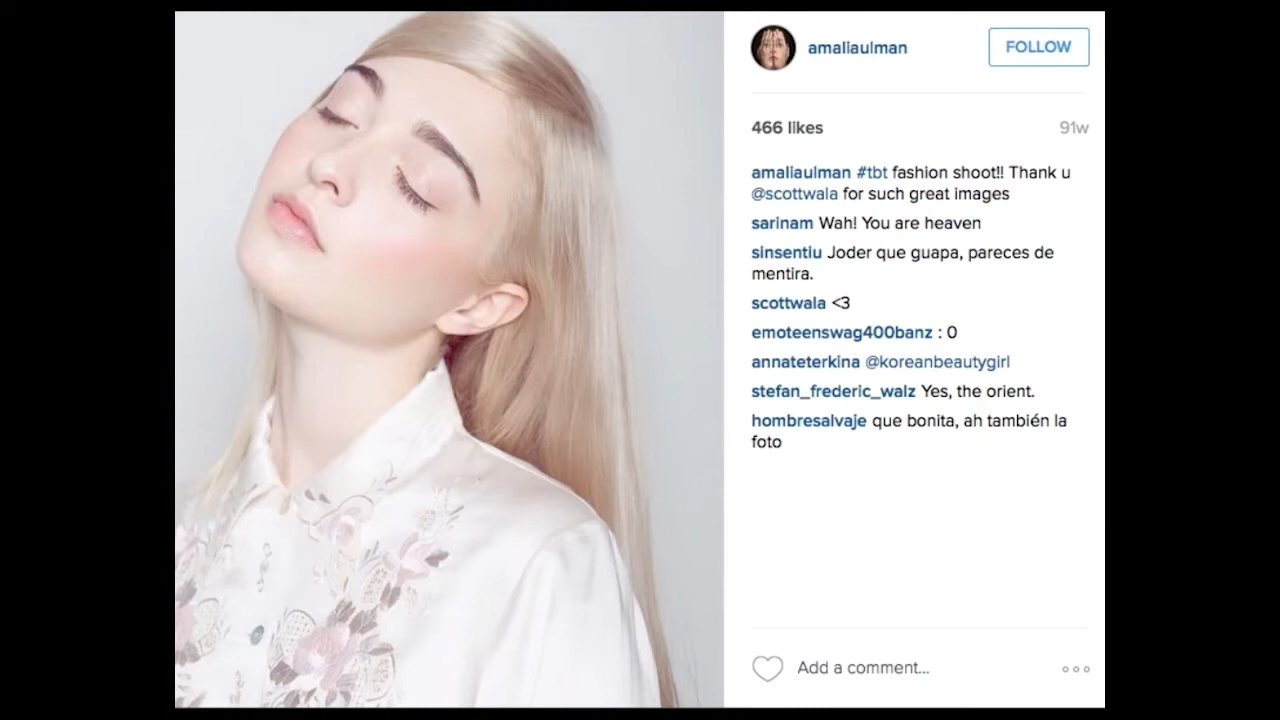 amaliaulman
FOLLOW
466 likes
91w
amaliaulman #tbt fashion shoot!! Thank u
@scottwala for such great images
sarinam Wah! You are heaven
sinsentiu Joder que guapa, pareces de
mentira.
scottwala <3
emoteenswag400banz : 0
annateterkina @koreanbeautygirl
stefan_frederic_walz Yes, the orient.
hombresalvaje que bonita, ah también la
foto
Add a comment...